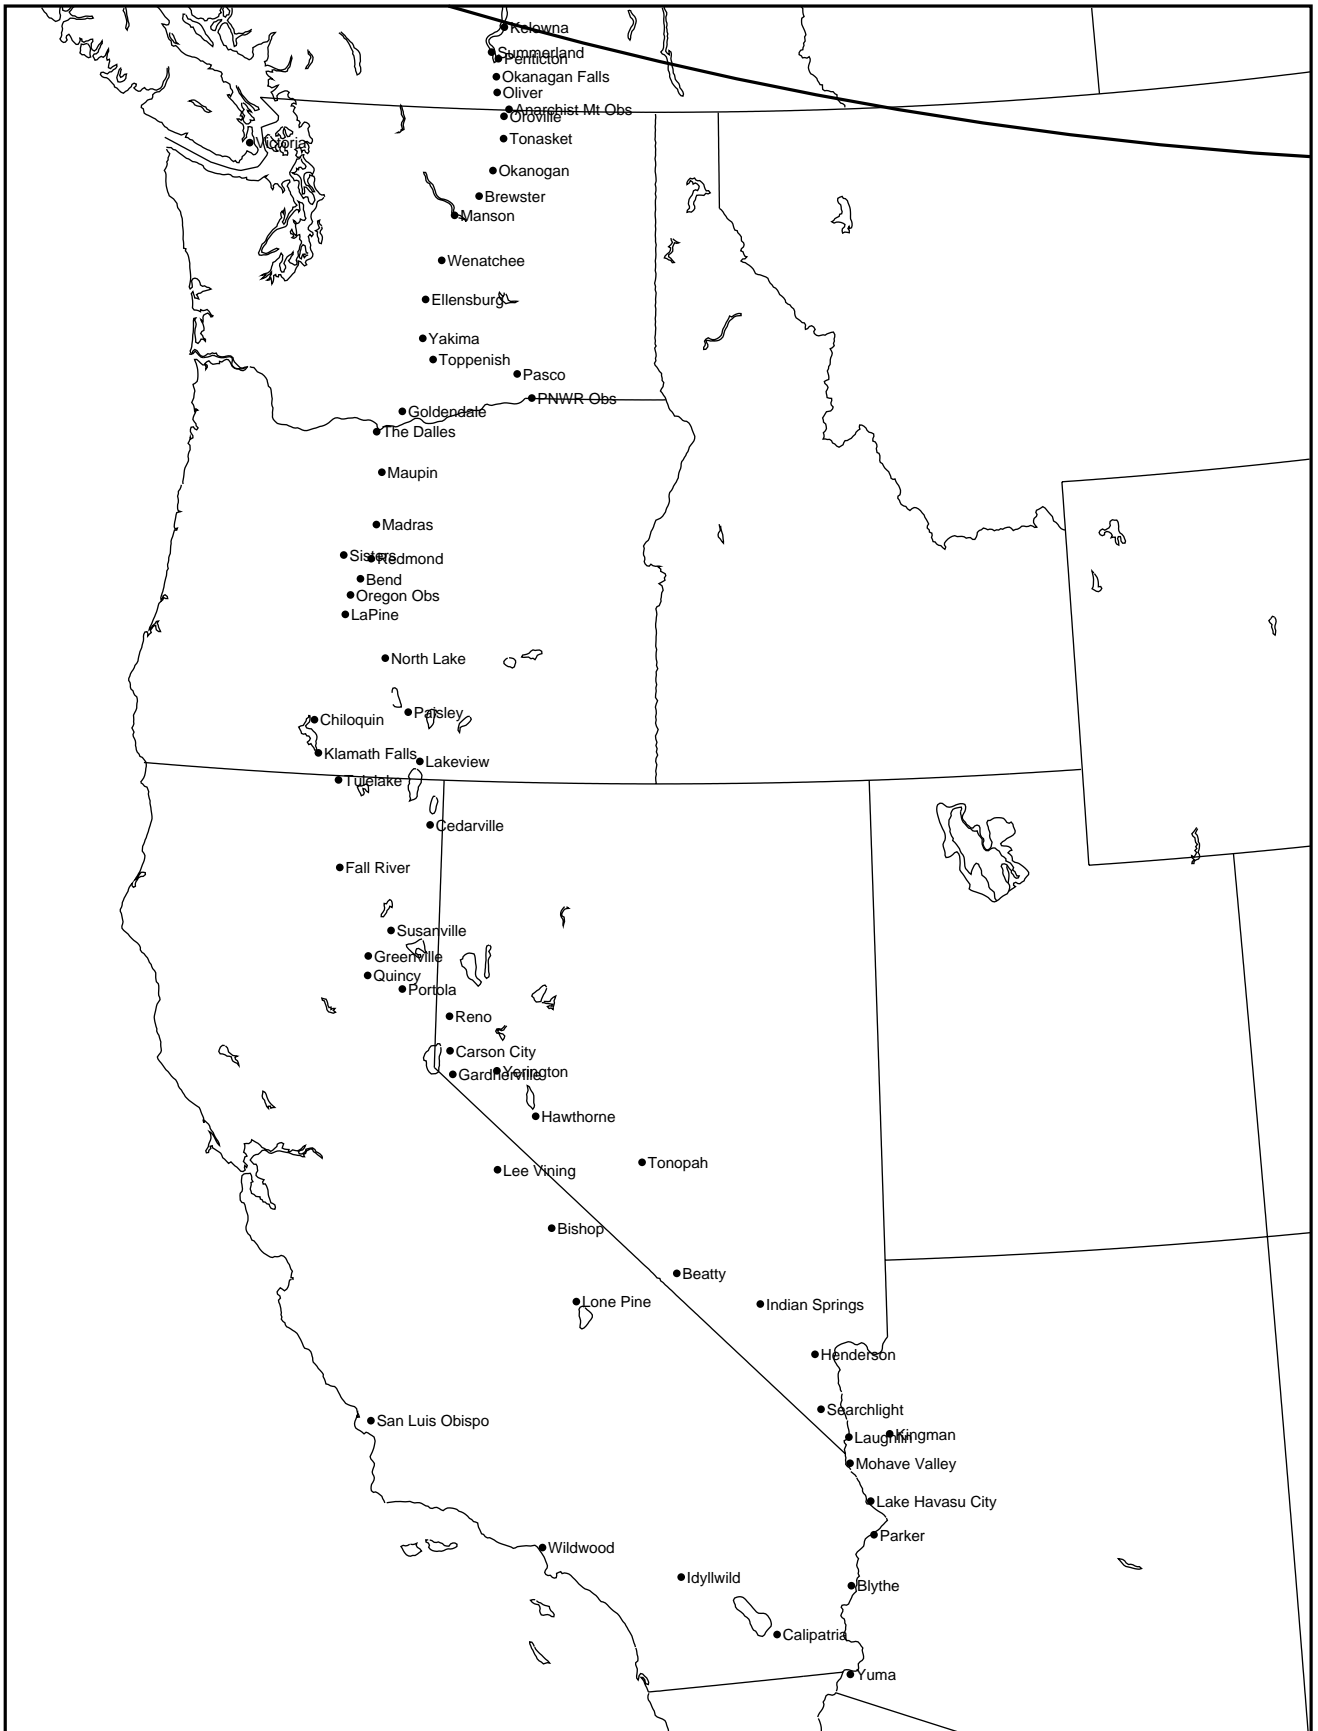 Kelowna
Summerland
Penticton
Okanagan Falls
Oliver
Anarchist Mt Obs
Oroville
Tonasket
Victoria
Okanogan
Brewster
Manson
Wenatchee
Ellensburg
Yakima
Toppenish
Pasco
PNWR Obs
Goldendale
The Dalles
Maupin
Madras
Sisters
Redmond
Bend
Oregon Obs
LaPine
North Lake
Paisley
Chiloquin
Klamath Falls
Lakeview
Tulelake
Cedarville
Fall River
Susanville
Greenville
Quincy
Portola
Reno
Carson City
Yerington
Gardnerville
Hawthorne
Tonopah
Lee Vining
Bishop
Beatty
Lone Pine
Indian Springs
Henderson
Searchlight
San Luis Obispo
Kingman
Laughlin
Mohave Valley
Lake Havasu City
Parker
Wildwood
Idyllwild
Blythe
Calipatria
Yuma